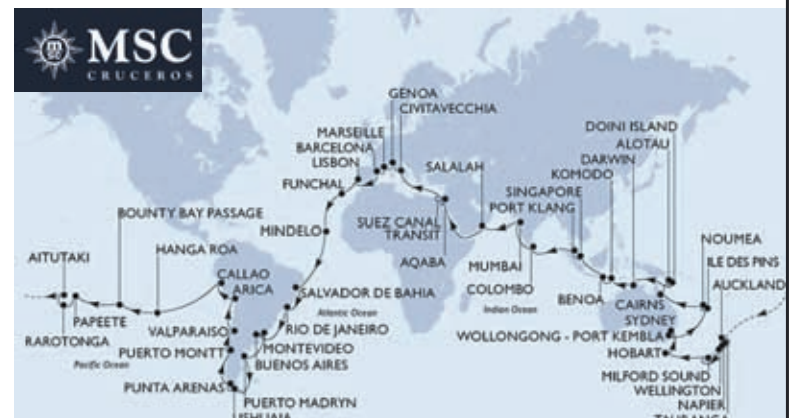 MSC
CRUCEROS
GENOA
CIVITAVECCHIA
MARSEILLE
BARCELONA
LISBON
FUNCHAL
SALALAH
DOINI ISLAND
ALOTAU
DARWIN
KOMODO
SINGAPORE
PORT KLANG
BOUNTY BAY PASSAGE
MINDELO
SUEZ CANAL
TRANSIT
HANGA ROA
NOUMEA
AITUTAKI
ILE DES PINS
AQABA
MUMBAI
CALLAO
ARICA
COLOMBO
AUCKLAND
SALVADOR DE BAHIA
BENOA
CAIRNS
Atlantic Ocean
Indian Ocean
PAPEETE
SYDNEY
VALPARAISO
RIO DE JANEIRO
RAROTONGA
WOLLONGONG - PORT KEMBLA
MONTEVIDEO
PUERTO MONTT
HOBART
Pacific Ocean
BUENOS AIRES
MILFORD SOUND
PUNTA ARENAS
WELLINGTON
PUERTO MADRYN
NAPIER
USHUAIA
TAURANGA